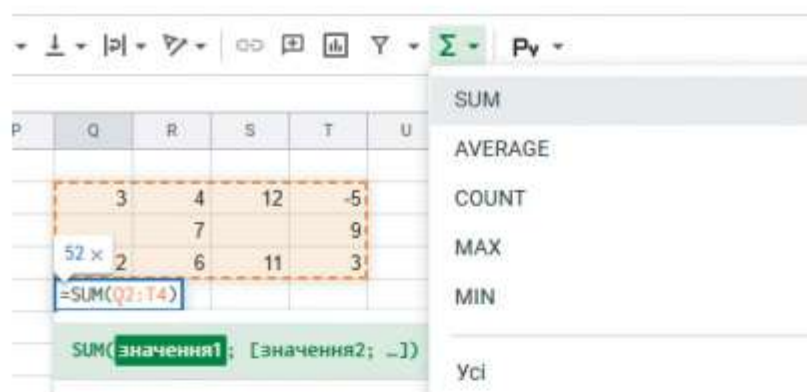 Σ Py
SUM
P Q R S T U
AVERAGE
3 4 12 -5
COUNT
7 9
MAX
52 × 2 6 11 3
=SUM(Q2:T4)
MIN
SUM(значення1; [значення2; …])
Усі